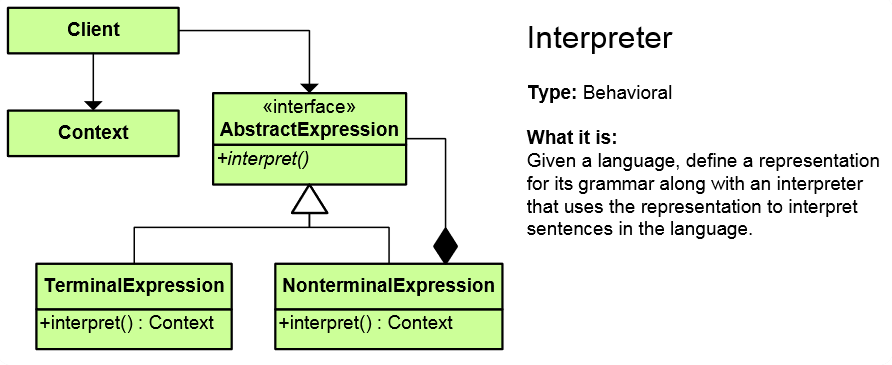 Client
Context
«interface»
AbstractExpression
+interpret()
TerminalExpression
+interpret() : Context
NonterminalExpression
+interpret() : Context
Interpreter
Type: Behavioral
What it is:
Given a language, define a representation
for its grammar along with an interpreter
that uses the representation to interpret
sentences in the language.